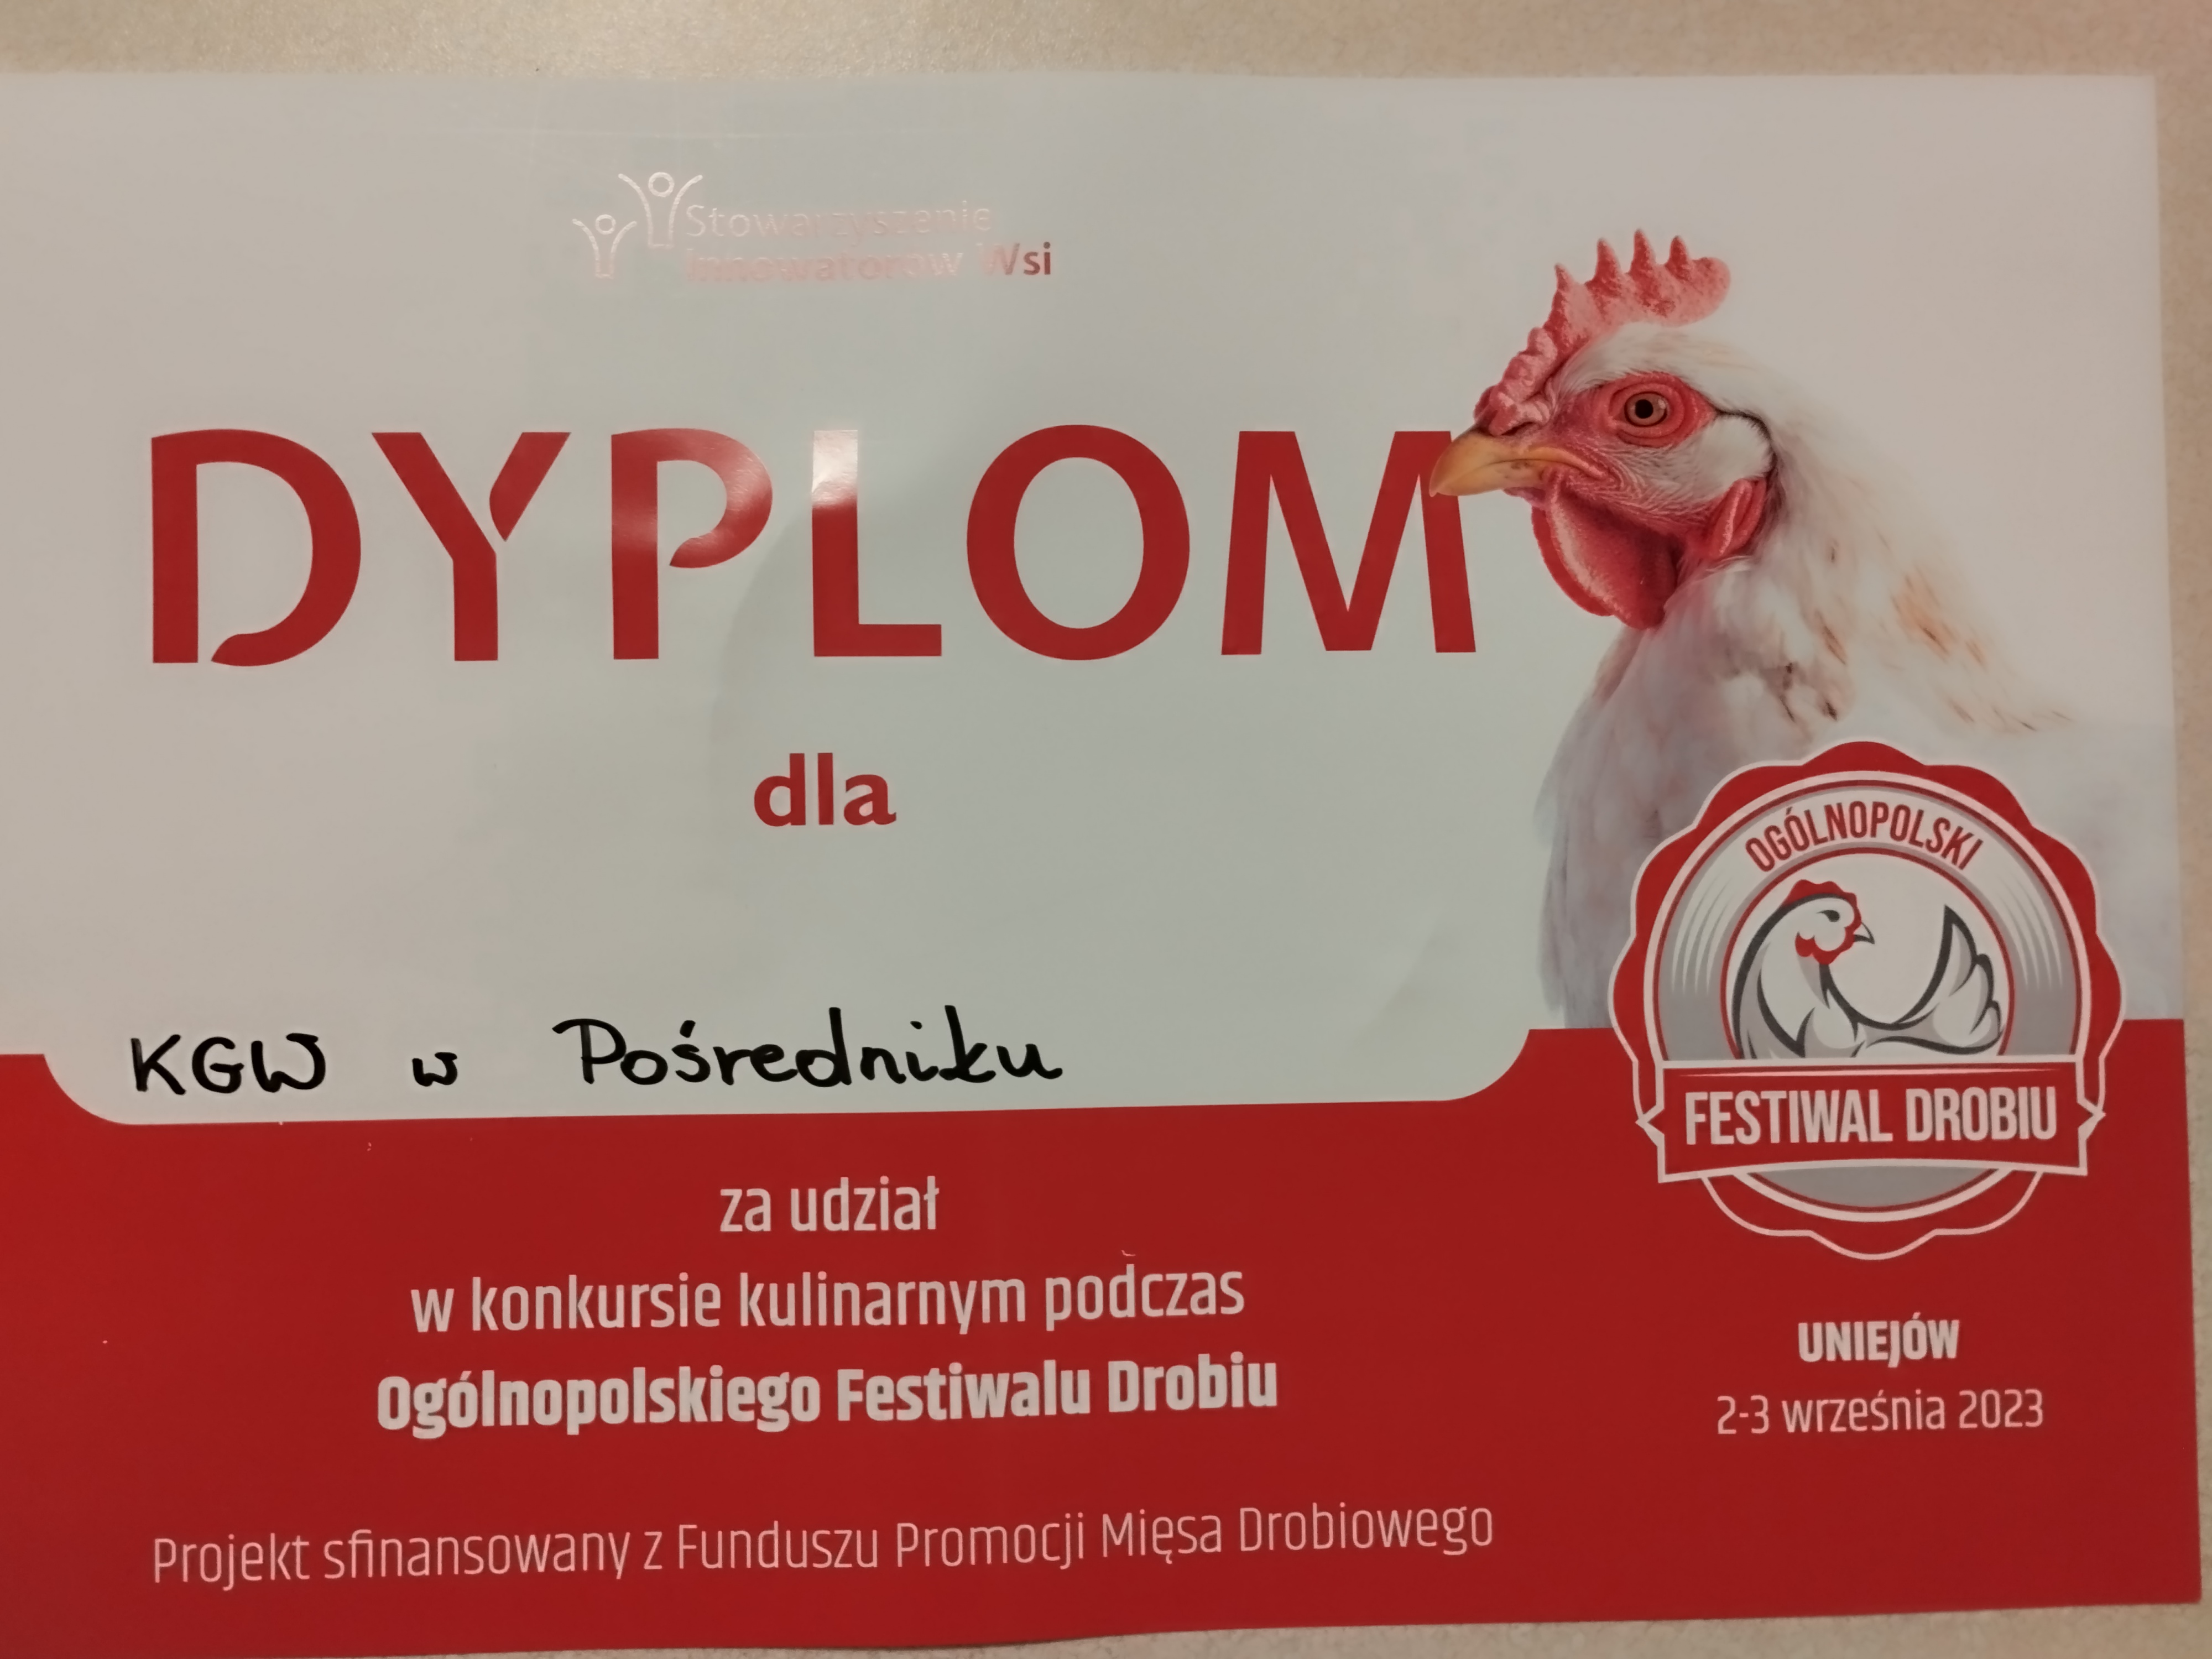 Stowarzyszenie
Innowatorów Wsi
DYPLOM
dla
KGW w Pośredniku
za udział
w konkursie kulinarnym podczas
Ogólnopolskiego Festiwalu Drobiu
Projekt sfinansowany z Funduszu Promocji Mięsa Drobiowego
OGÓLNOPOLSKI
FESTIWAL DROBIU
UNIEJÓW
2-3 września 2023